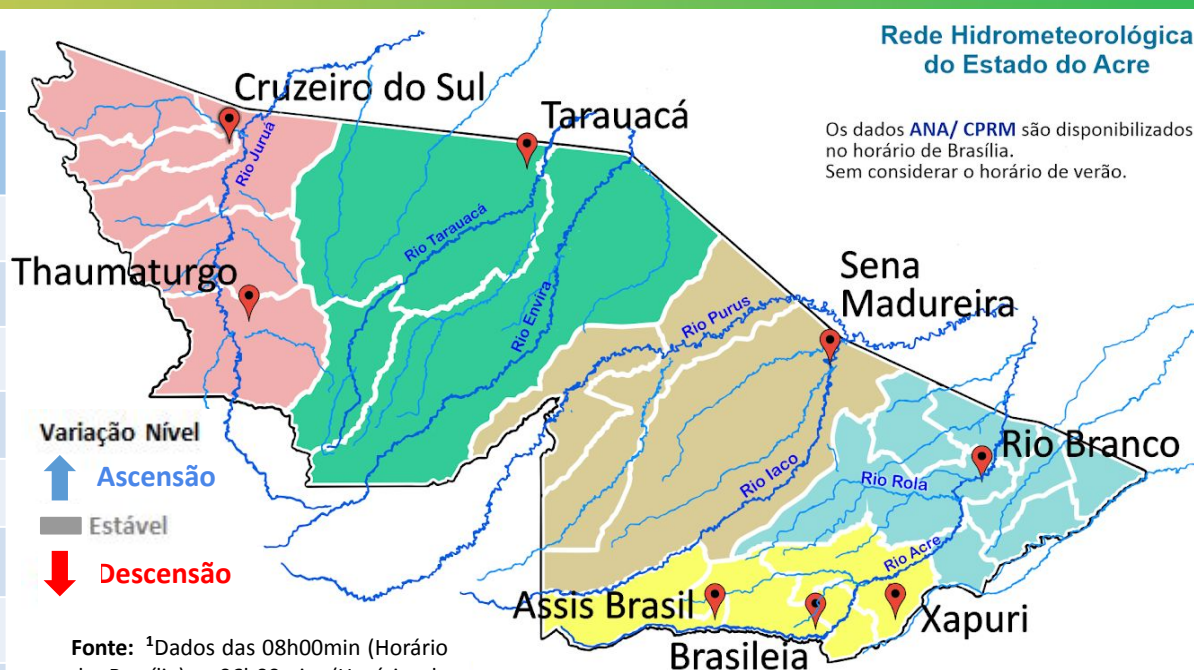 Rede Hidrometeorológica
do Estado do Acre
Os dados ANA/ CPRM são disponibilizados
no horário de Brasília.
Sem considerar o horário de verão.
Cruzeiro do Sul
Tarauacá
Rio Juruá
Rio Tarauacá
Thaumaturgo
Rio Envira
Sena
Madureira
Rio Purus
Variação Nível
Ascensão
Estável
Descensão
Rio Branco
Rio Iaco
Rio Rola
Rio Acre
Assis Brasil
Xapuri
Brasileia
Fonte: ¹Dados das 08h00min (Horário